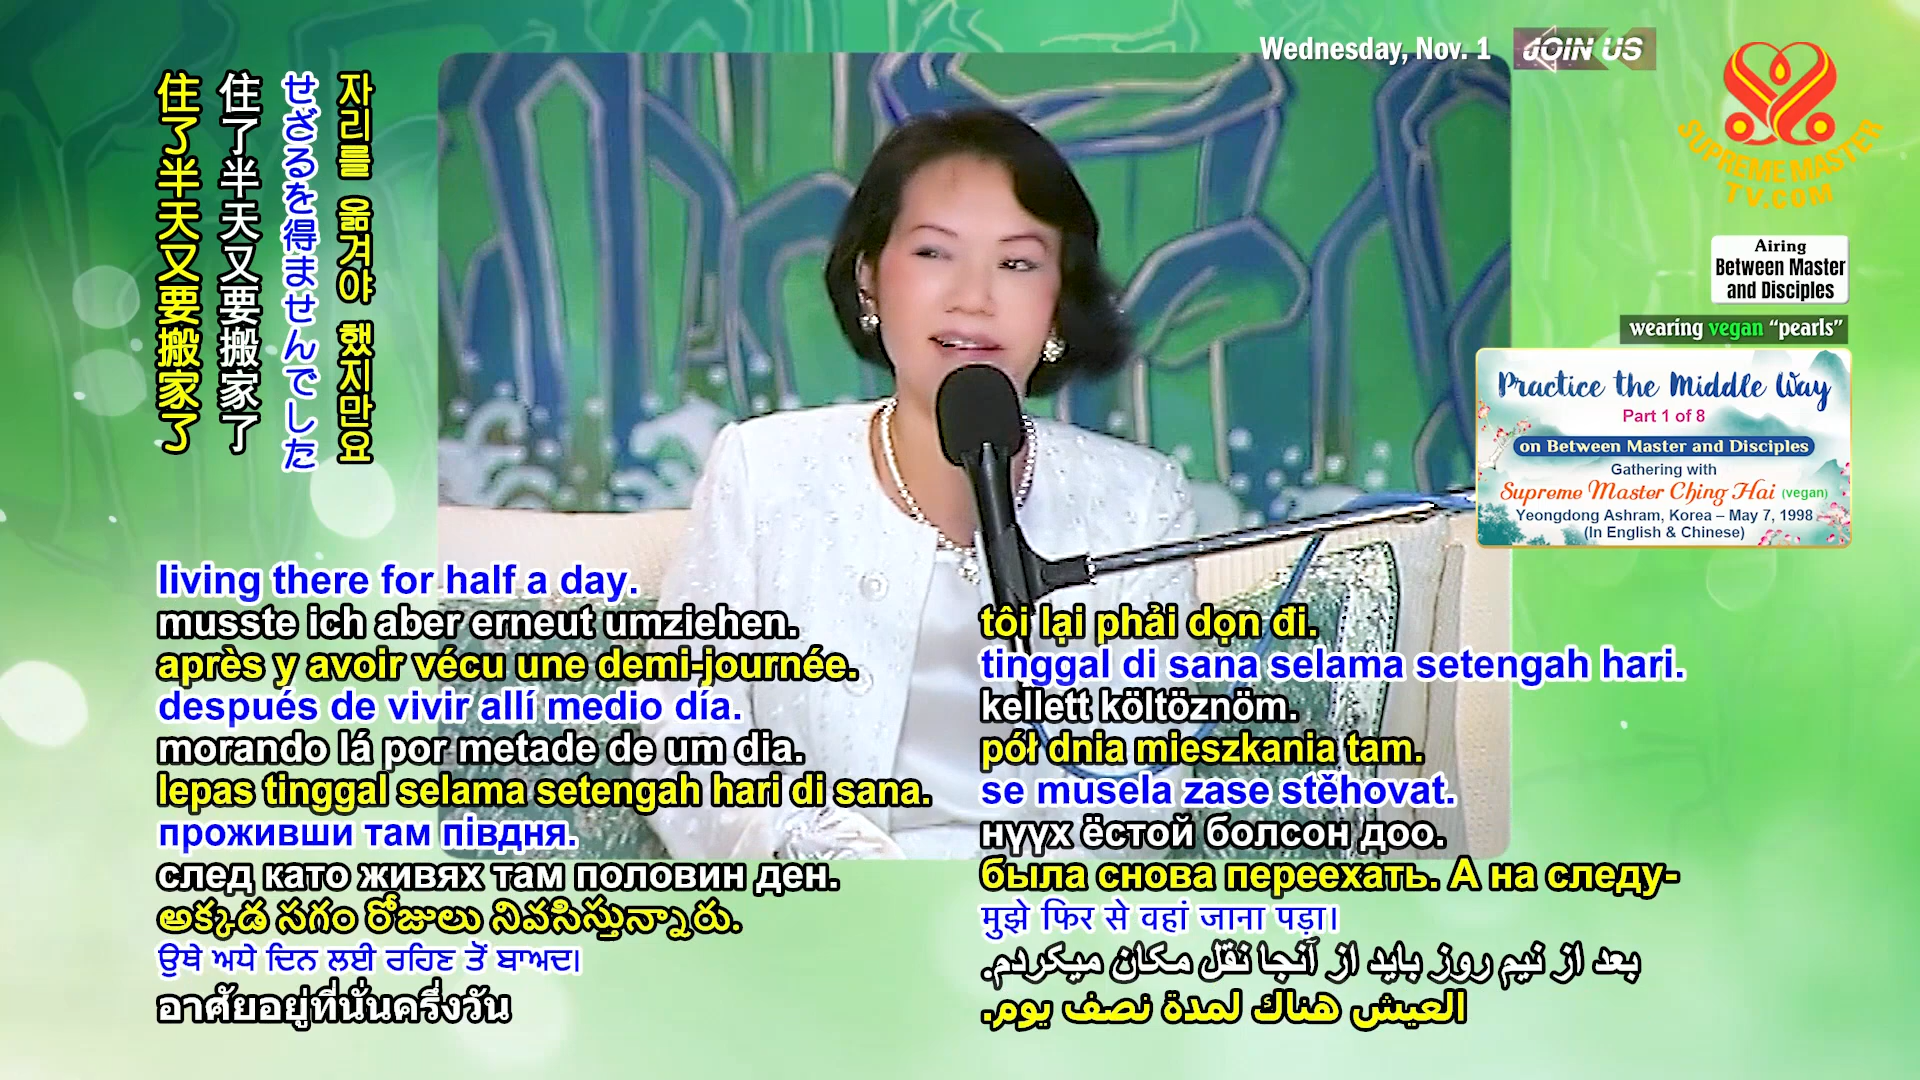 Wednesday, Nov. 1
JOIN US
SUPREME MASTER
TV.COM
Airing
Between Master
and Disciples
wearing vegan “pearls”
Practice the Middle Way
Part 1 of 8
on Between Master and Disciples
Gathering with
Supreme Master Ching Hai (vegan)
Yeongdong Ashram, Korea – May 7, 1998
(In English & Chinese)
자리를 옮겨야 했지만요
せざるを得ませんでした
住了半天又要搬家了
住了半天又要搬家了
living there for half a day.
musste ich aber erneut umziehen.
après y avoir vécu une demi-journée.
después de vivir allí medio día.
morando lá por metade de um dia.
lepas tinggal selama setengah hari di sana.
проживши там півдня.
след като живях там половин ден.
అక్కడ సగం రోజులు నివసిస్తున్నారు.
ਉਥੇ ਅਧੇ ਦਿਨ ਲਈ ਰਹਿਣ ਤੋਂ ਬਾਅਦ।
อาศัยอยู่ที่นั่นครึ่งวัน
tôi lại phải dọn đi.
tinggal di sana selama setengah hari.
kellett költöznöm.
pół dnia mieszkania tam.
se musela zase stěhovat.
нүүх ёстой болсон доо.
была снова переехать. А на следу-
मुझे फिर से वहां जाना पड़ा।
بعد از نیم روز باید از آنجا نقل مکان میکردم.
العيش هناك لمدة نصف يوم.